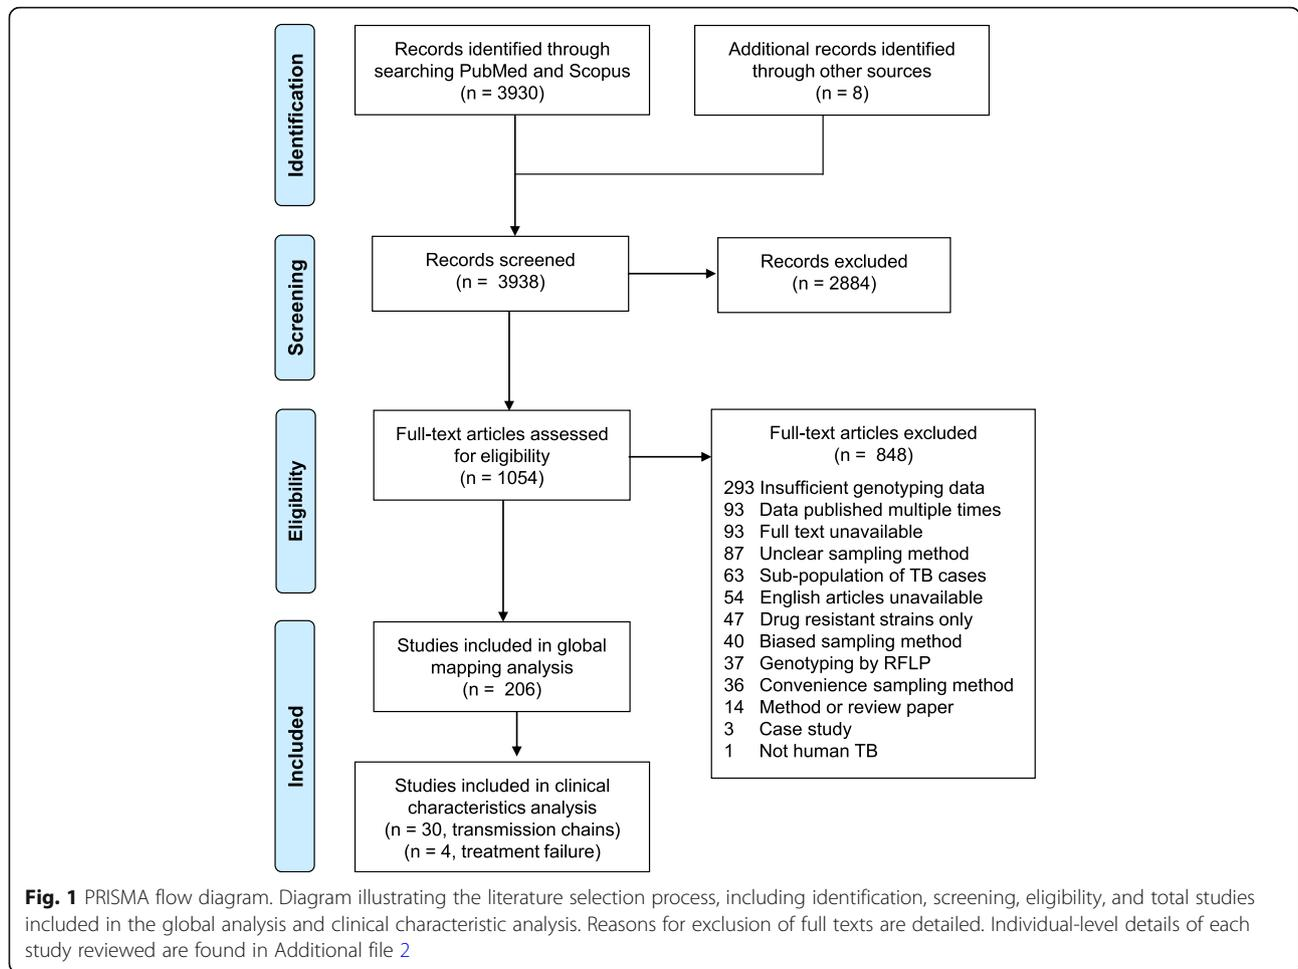 Identification
Records identified through
searching PubMed and Scopus
(n = 3930)
Additional records identified
through other sources
(n = 8)
Screening
Records screened
(n = 3938)
Records excluded
(n = 2884)
Eligibility
Full-text articles assessed
for eligibility
(n = 1054)
Full-text articles excluded
(n = 848)
293 Insufficient genotyping data
93 Data published multiple times
93 Full text unavailable
87 Unclear sampling method
63 Sub-population of TB cases
54 English articles unavailable
47 Drug resistant strains only
40 Biased sampling method
37 Genotyping by RFLP
36 Convenience sampling method
14 Method or review paper
3 Case study
1 Not human TB
Included
Studies included in global
mapping analysis
(n = 206)
Studies included in clinical
characteristics analysis
(n = 30, transmission chains)
(n = 4, treatment failure)
Fig. 1 PRISMA flow diagram. Diagram illustrating the literature selection process, including identification, screening, eligibility, and total studies
included in the global analysis and clinical characteristic analysis. Reasons for exclusion of full texts are detailed. Individual-level details of each
study reviewed are found in Additional file 2